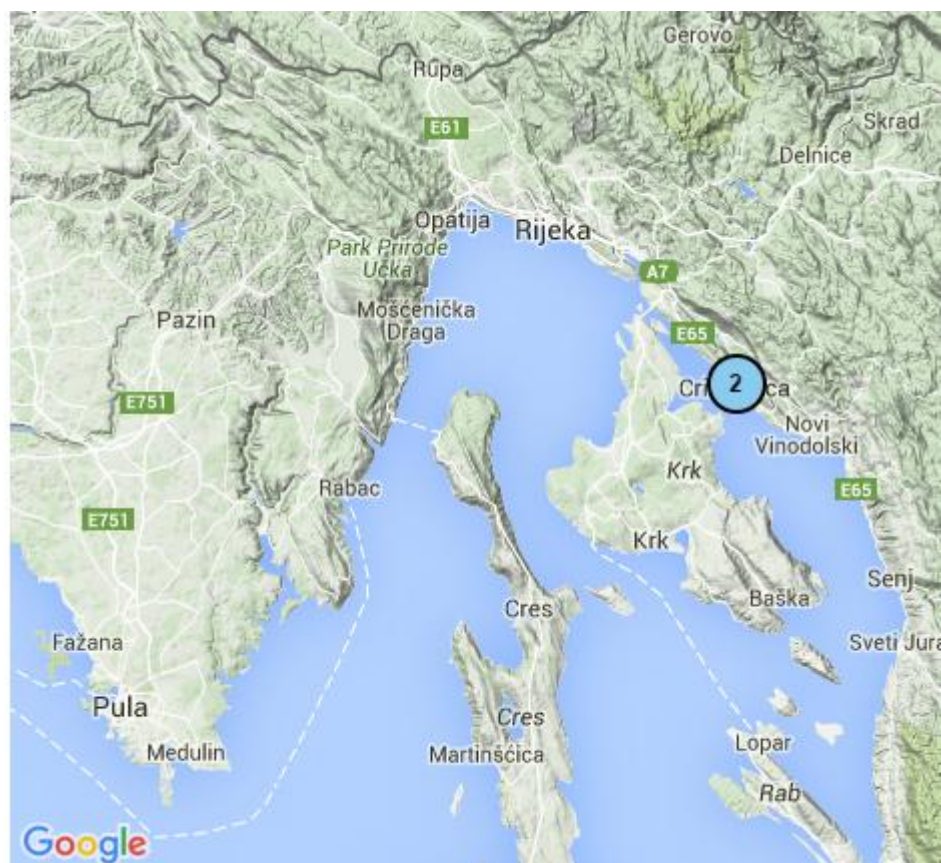 Gerovo
Rupa
Skrad
E61
Delnice
Opatija
Rijeka
Park Prirode
Učka
A7
Mošćenička
Draga
Pazin
E65
2
E751
Novi
Vinodolski
Krk
Rabac
E65
E751
Krk
Senj
Baška
Cres
Fažana
Sveti Jura
Pula
Cres
Medulin
Martinšćica
Lopar
Rab
Google